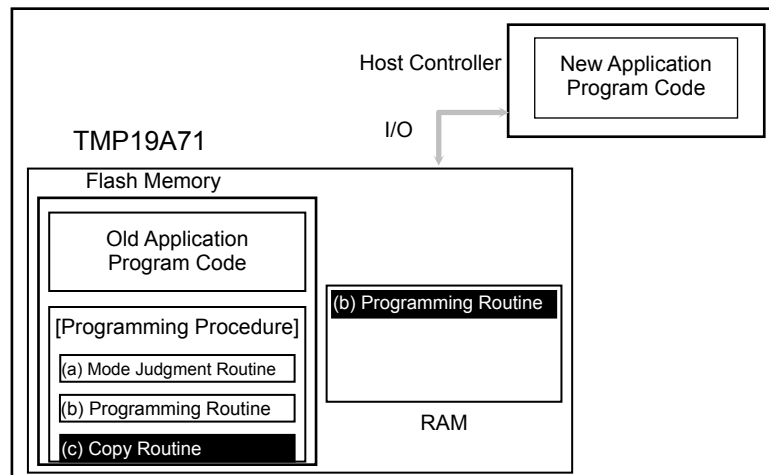 Host Controller
New Application
Program Code
I/O
TMP19A71
Flash Memory
Old Application
Program Code
[Programming Procedure]
(a) Mode Judgment Routine
(b) Programming Routine
(c) Copy Routine
(b) Programming Routine
RAM